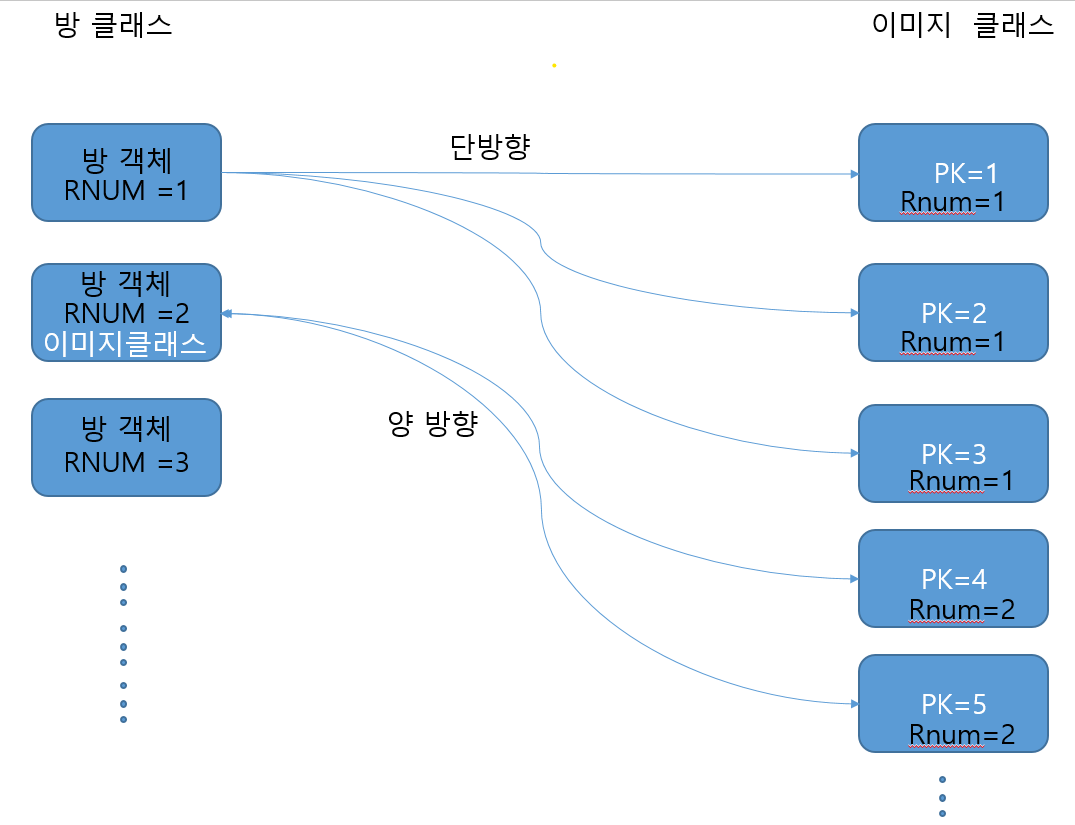 방 클래스
이미지 클래스
단방향
방 객체
RNUM =1
방 객체
RNUM =2
이미지클래스
방 객체
RNUM =3
양 방향
PK=1
Rnum=1
PK=2
Rnum=1
PK=3
Rnum=1
PK=4
Rnum=2
PK=5
Rnum=2